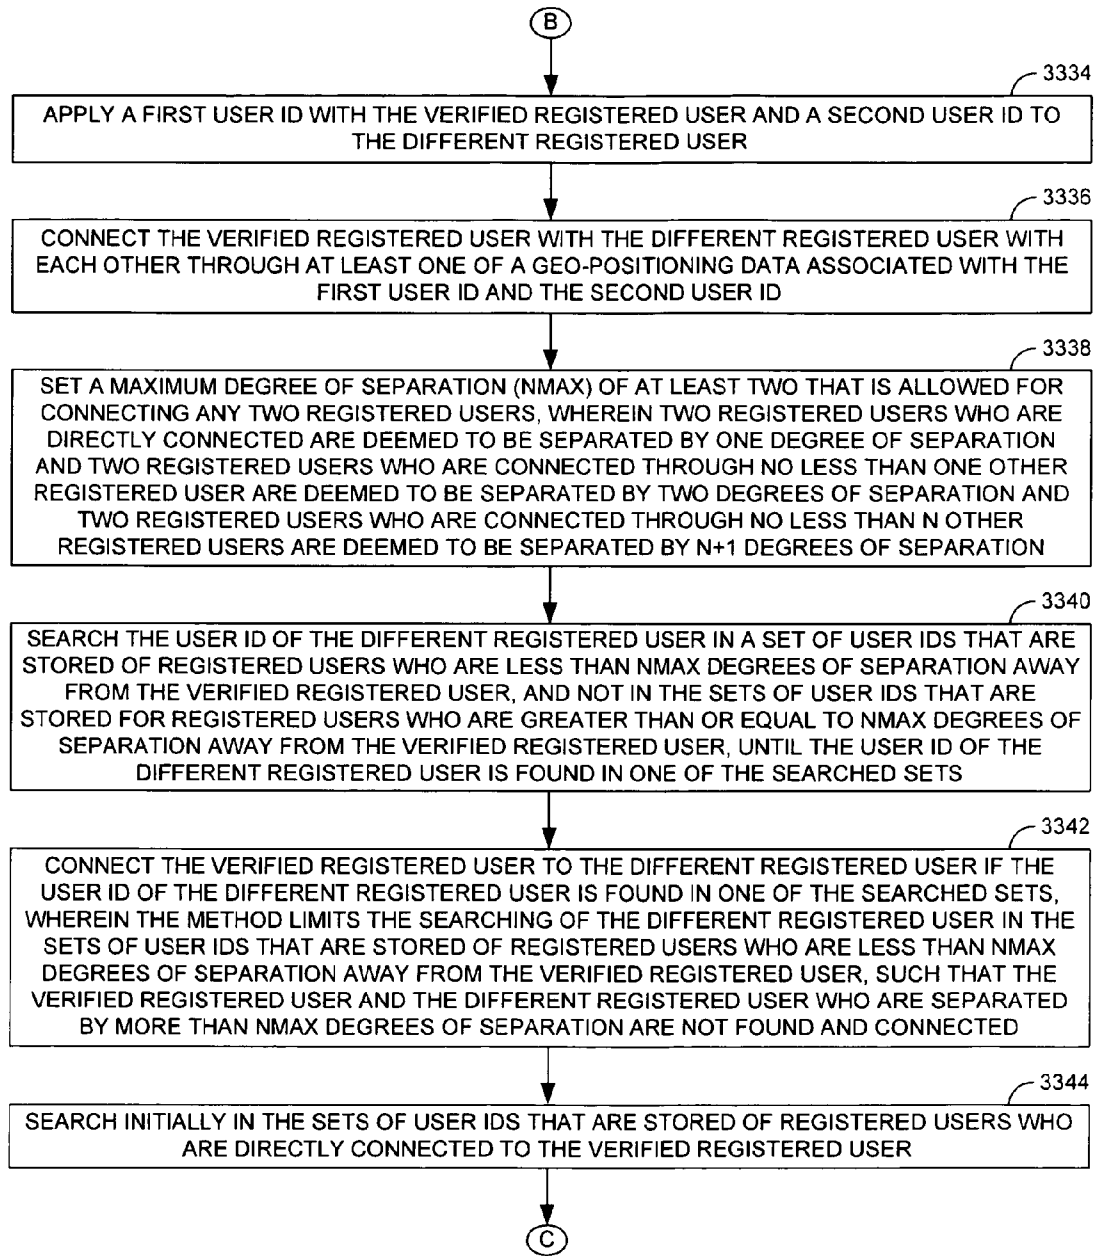 B
3334
APPLY A FIRST USER ID WITH THE VERIFIED REGISTERED USER AND A SECOND USER ID TO
THE DIFFERENT REGISTERED USER
3336
CONNECT THE VERIFIED REGISTERED USER WITH THE DIFFERENT REGISTERED USER WITH
EACH OTHER THROUGH AT LEAST ONE OF A GEO-POSITIONING DATA ASSOCIATED WITH THE
FIRST USER ID AND THE SECOND USER ID
3338
SET A MAXIMUM DEGREE OF SEPARATION (NMAX) OF AT LEAST TWO THAT IS ALLOWED FOR
CONNECTING ANY TWO REGISTERED USERS, WHEREIN TWO REGISTERED USERS WHO ARE
DIRECTLY CONNECTED ARE DEEMED TO BE SEPARATED BY ONE DEGREE OF SEPARATION
AND TWO REGISTERED USERS WHO ARE CONNECTED THROUGH NO LESS THAN ONE OTHER
REGISTERED USER ARE DEEMED TO BE SEPARATED BY TWO DEGREES OF SEPARATION AND
TWO REGISTERED USERS WHO ARE CONNECTED THROUGH NO LESS THAN N OTHER
REGISTERED USERS ARE DEEMED TO BE SEPARATED BY N+1 DEGREES OF SEPARATION
3340
SEARCH THE USER ID OF THE DIFFERENT REGISTERED USER IN A SET OF USER IDS THAT ARE
STORED OF REGISTERED USERS WHO ARE LESS THAN NMAX DEGREES OF SEPARATION AWAY
FROM THE VERIFIED REGISTERED USER, AND NOT IN THE SETS OF USER IDS THAT ARE
STORED FOR REGISTERED USERS WHO ARE GREATER THAN OR EQUAL TO NMAX DEGREES OF
SEPARATION AWAY FROM THE VERIFIED REGISTERED USER, UNTIL THE USER ID OF THE
DIFFERENT REGISTERED USER IS FOUND IN ONE OF THE SEARCHED SETS
3342
CONNECT THE VERIFIED REGISTERED USER TO THE DIFFERENT REGISTERED USER IF THE
USER ID OF THE DIFFERENT REGISTERED USER IS FOUND IN ONE OF THE SEARCHED SETS,
WHEREIN THE METHOD LIMITS THE SEARCHING OF THE DIFFERENT REGISTERED USER IN THE
SETS OF USER IDS THAT ARE STORED OF REGISTERED USERS WHO ARE LESS THAN NMAX
DEGREES OF SEPARATION AWAY FROM THE VERIFIED REGISTERED USER, SUCH THAT THE
VERIFIED REGISTERED USER AND THE DIFFERENT REGISTERED USER WHO ARE SEPARATED
BY MORE THAN NMAX DEGREES OF SEPARATION ARE NOT FOUND AND CONNECTED
3344
SEARCH INITIALLY IN THE SETS OF USER IDS THAT ARE STORED OF REGISTERED USERS WHO
ARE DIRECTLY CONNECTED TO THE VERIFIED REGISTERED USER
C